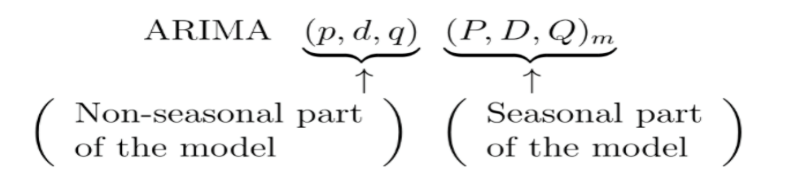 ARIMA (p, d, q) (P, D, Q)m
↑ ↑
( Non-seasonal part of the model ) ( Seasonal part of the model )